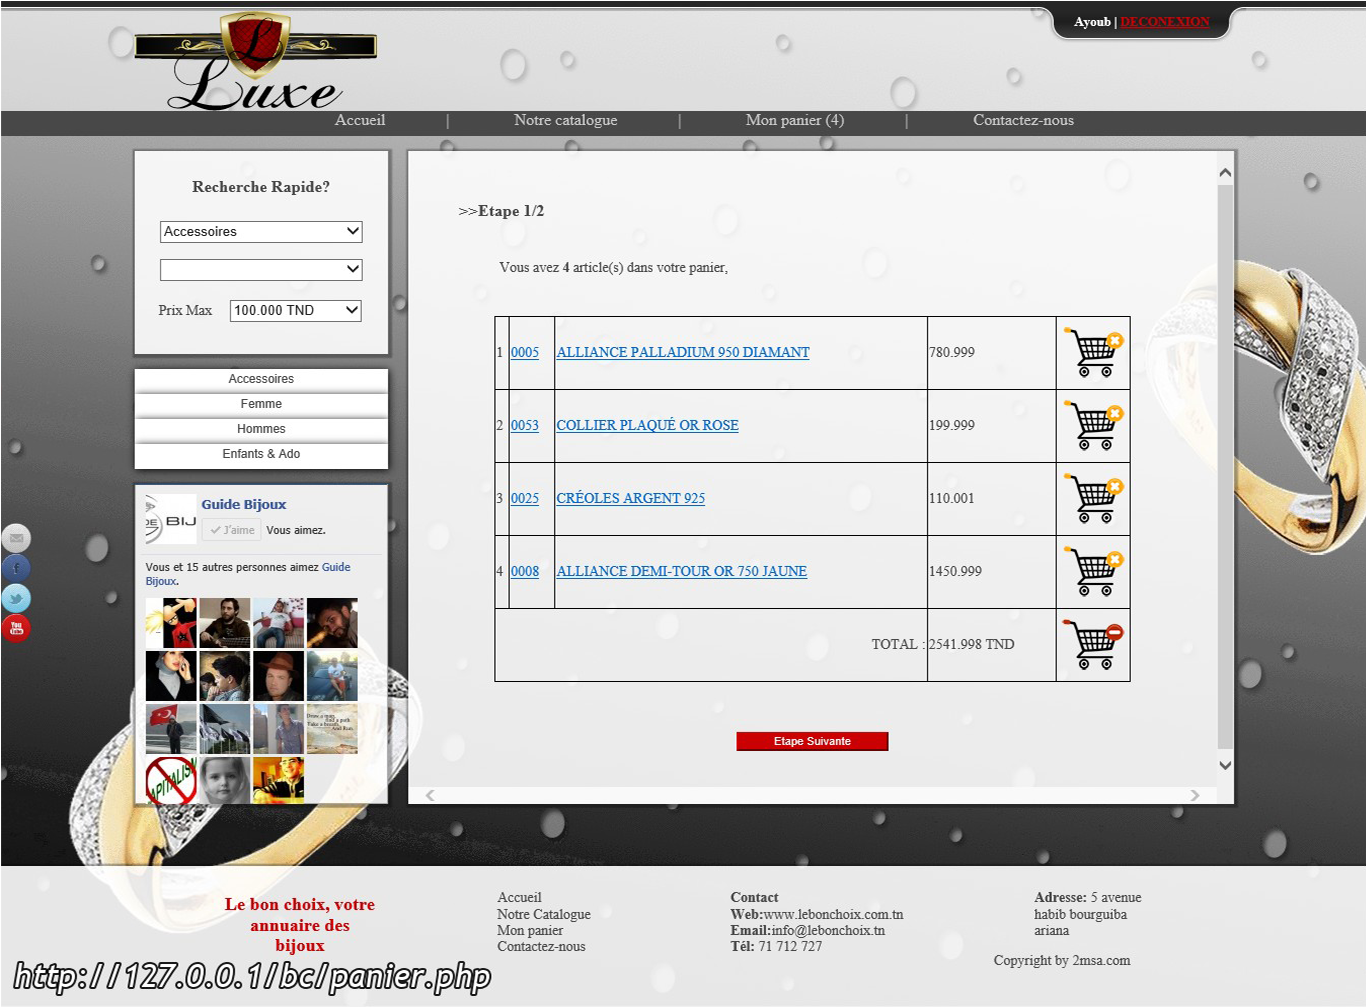 Ayoub | DECONEXION
L
Luxe
Accueil | Notre catalogue | Mon panier (4) | Contactez-nous
Recherche Rapide?
Accessoires
Prix Max 100.000 TND
Accessoires
Femme
Hommes
Enfants & Ado
DE BIJ
Guide Bijoux
J'aime Vous aimez.
Vous et 15 autres personnes aimez Guide
Bijoux.
APITALISM
f
You
Tube
>>Etape 1/2
Vous avez 4 article(s) dans votre panier,
1 0005 ALLIANCE PALLADIUM 950 DIAMANT 780.999
2 0053 COLLIER PLAQUÉ OR ROSE 199.999
3 0025 CRÉOLES ARGENT 925 110.001
4 0008 ALLIANCE DEMI-TOUR OR 750 JAUNE 1450.999
TOTAL : 2541.998 TND
Etape Suivante
Le bon choix, votre
annuaire des
bijoux
Accueil
Notre Catalogue
Mon panier
Contactez-nous
Contact
Web:www.lebonchoix.com.tn
Email:info@lebonchoix.tn
Tél: 71 712 727
Adresse: 5 avenue
habib bourguiba
ariana
Copyright by 2msa.com
http://127.0.0.1/bc/panier.php